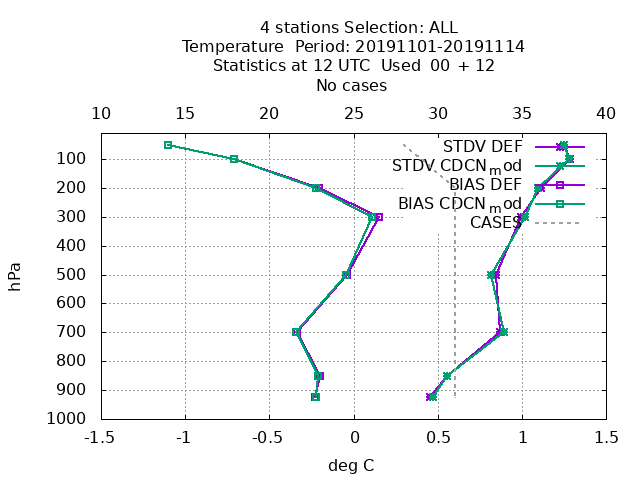 4 stations Selection: ALL
Temperature  Period: 20191101-20191114
Statistics at 12 UTC  Used  00 + 12
No cases
10 15 20 25 30 35 40
STDV DEF
STDV CDCN_mod
BIAS DEF
BIAS CDCN_mod
CASES
hPa
100
200
300
400
500
600
700
800
900
1000
-1.5 -1 -0.5 0 0.5 1 1.5
deg C